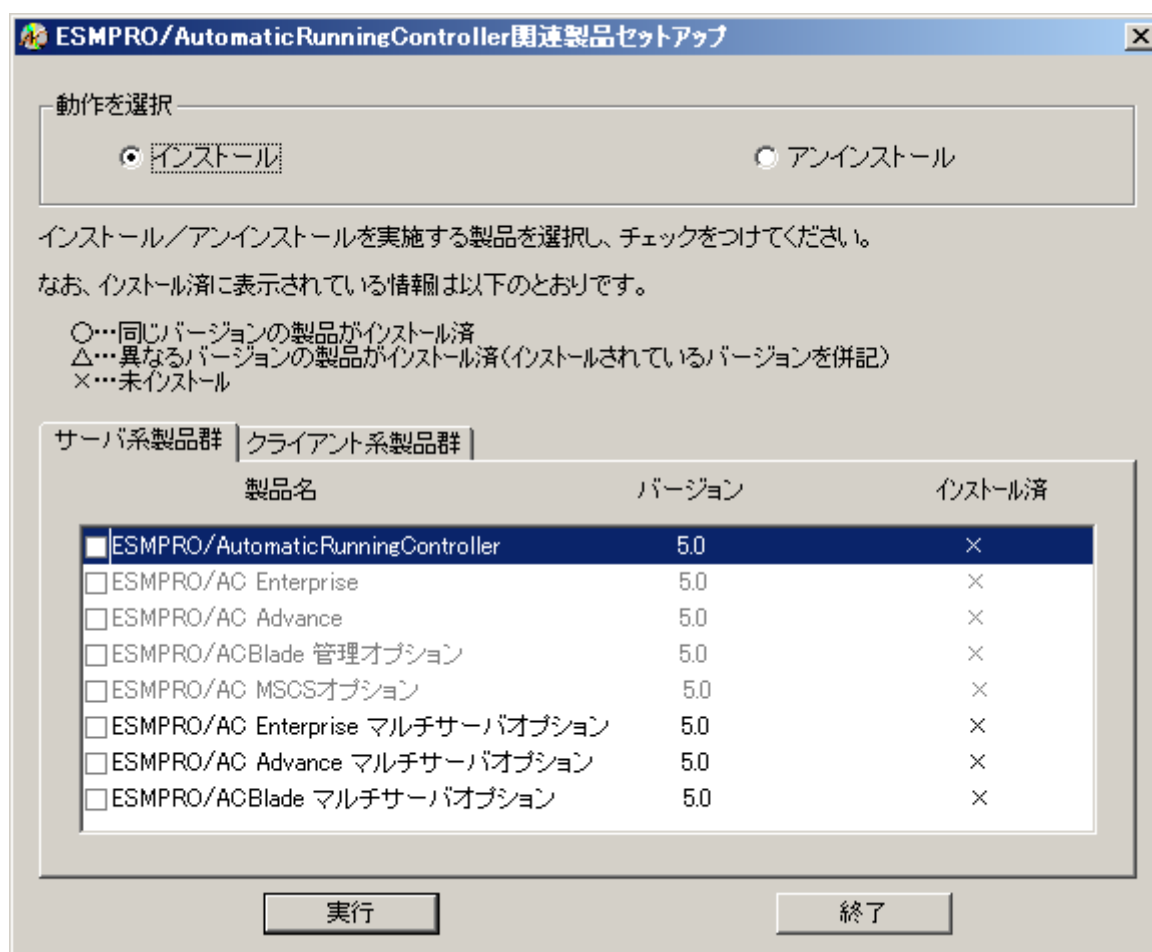 ESMPRO/AutomaticRunningController関連製品セットアップ
動作を選択
インストール アンインストール
インストール／アンインストールを実施する製品を選択し、チェックをつけてください。
なお、インストール済に表示されている情報は以下のとおりです。
○…同じバージョンの製品がインストール済
△…異なるバージョンの製品がインストール済(インストールされているバージョンを併記)
×…未インストール
サーバ系製品群 クライアント系製品群
製品名 バージョン インストール済
ESMPRO/AutomaticRunningController 5.0 ×
ESMPRO/AC Enterprise 5.0 ×
ESMPRO/AC Advance 5.0 ×
ESMPRO/ACBlade 管理オプション 5.0 ×
ESMPRO/AC MSCSオプション 5.0 ×
ESMPRO/AC Enterprise マルチサーバオプション 5.0 ×
ESMPRO/AC Advance マルチサーバオプション 5.0 ×
ESMPRO/ACBlade マルチサーバオプション 5.0 ×
実行 終了